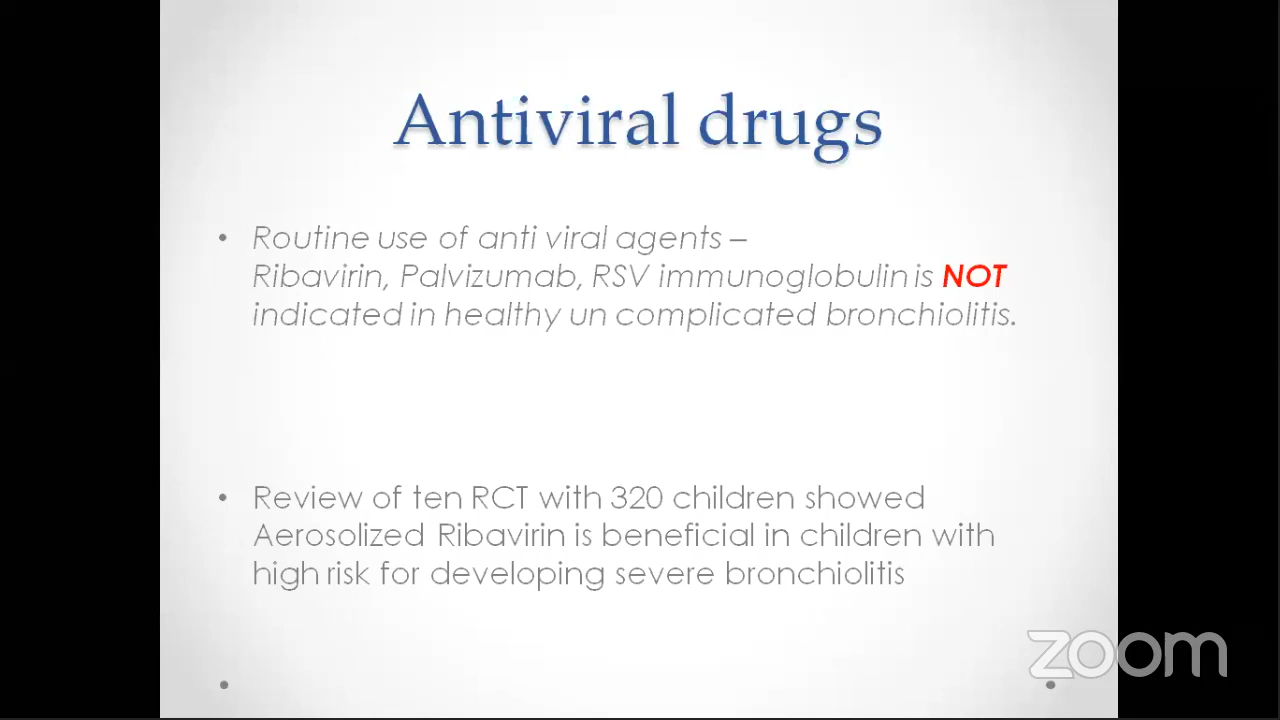 Antiviral drugs
• Routine use of anti viral agents –
Ribavirin, Palvizumab, RSV immunoglobulin is NOT
indicated in healthy un complicated bronchiolitis.
• Review of ten RCT with 320 children showed
Aerosolized Ribavirin is beneficial in children with
high risk for developing severe bronchiolitis
zoom